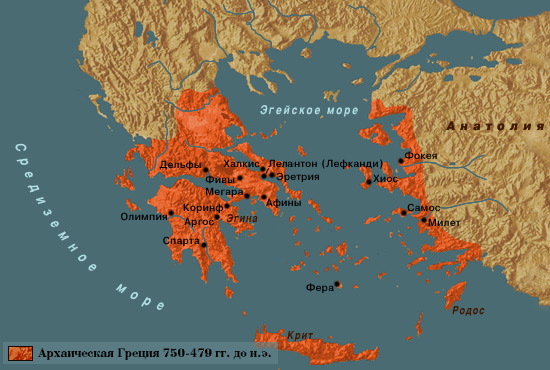 Эгейское море
Анатолия
Средиземное море
Дельфы
Халкис
Лелантон (Лефканди)
Эретрия
Фивы
Мегара
Афины
Коринф
Эгина
Аргос
Олимпия
Спарта
Фокея
Хиос
Самос
Милет
Фера
Родос
Крит
Архаическая Греция 750-479 гг. до н.э.